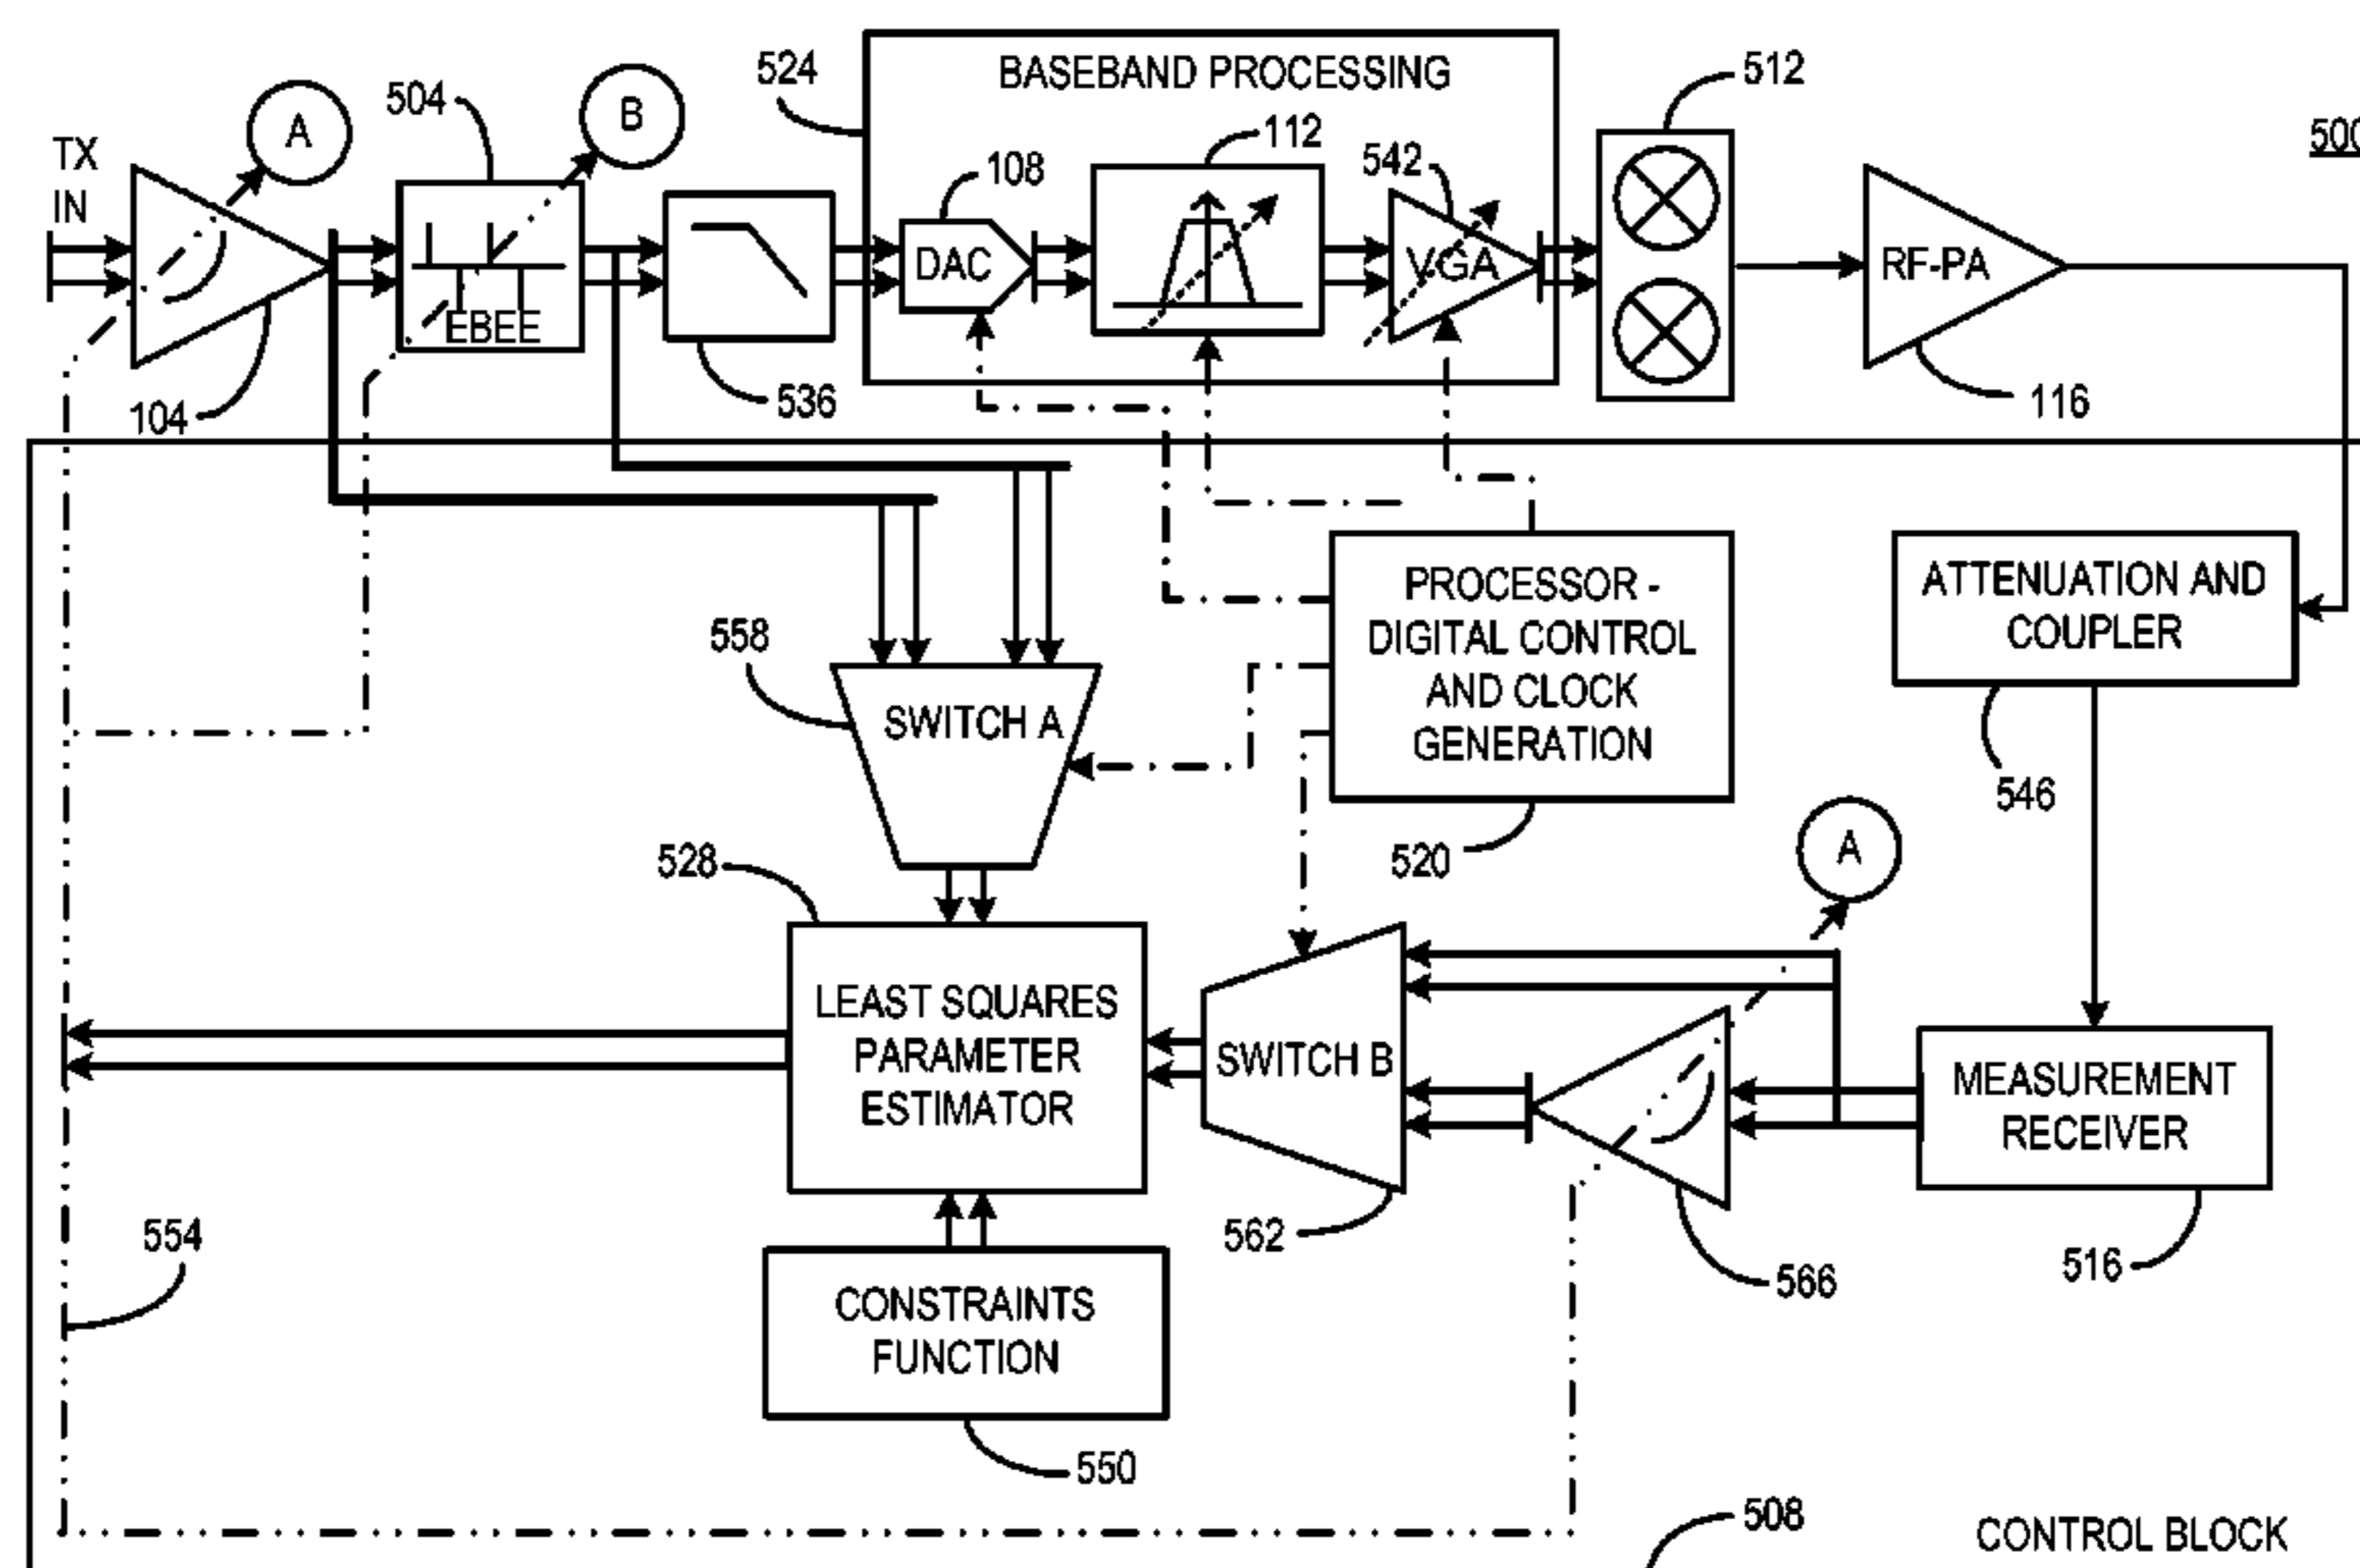 BASEBAND PROCESSING
524
512
504
A
B
TX
IN
112
108
542
500
DAC
VGA
RF-PA
EBEE
104
536
116
PROCESSOR -
DIGITAL CONTROL
AND CLOCK
GENERATION
ATTENUATION AND
COUPLER
558
SWITCH A
546
520
A
528
LEAST SQUARES
PARAMETER
ESTIMATOR
SWITCH B
MEASUREMENT
RECEIVER
554
562
566
516
CONSTRAINTS
FUNCTION
550
508
CONTROL BLOCK